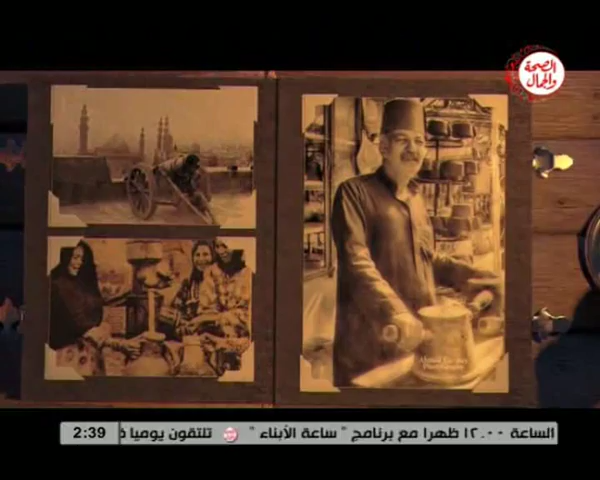 الصحة
والجمال
2:39
الساعة ١٢.٠٠ ظهرا مع برنامج " ساعة الأبناء " تلتقون يوميا